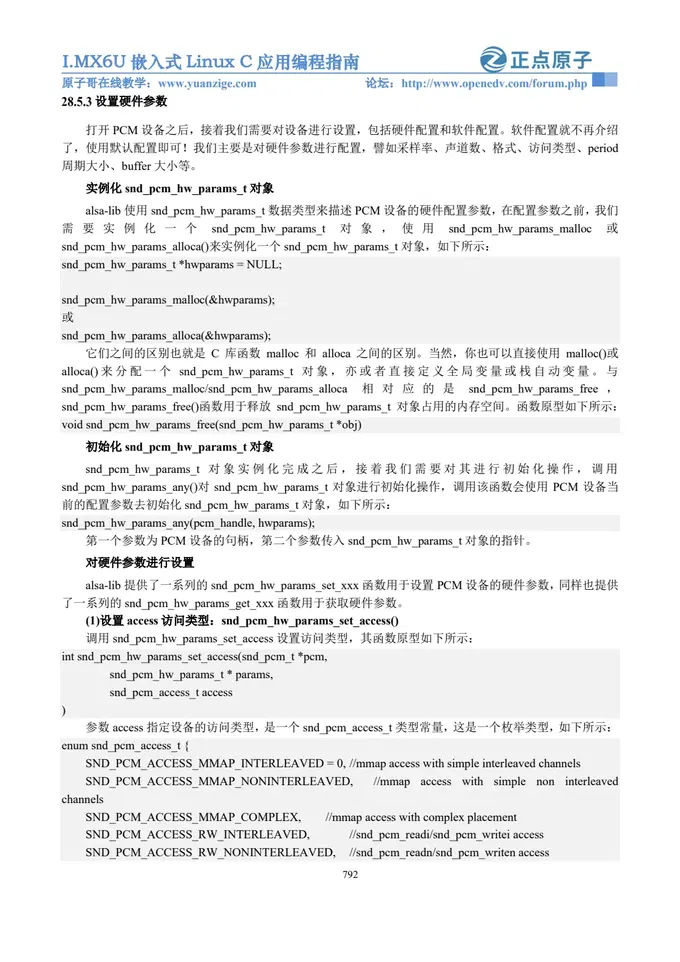 I.MX6U 嵌入式 Linux C 应用编程指南
正点原子
原子哥在线教学：www.yuanzige.com 论坛：http://www.openedv.com/forum.php
28.5.3 设置硬件参数
打开 PCM 设备之后，接着我们需要对设备进行设置，包括硬件配置和软件配置。软件配置就不再介绍
了，使用默认配置即可！我们主要是对硬件参数进行配置，譬如采样率、声道数、格式、访问类型、period
周期大小、buffer 大小等。
实例化 snd_pcm_hw_params_t 对象
alsa-lib 使用 snd_pcm_hw_params_t 数据类型来描述 PCM 设备的硬件配置参数，在配置参数之前，我们
需要实例化一个 snd_pcm_hw_params_t 对象，使用 snd_pcm_hw_params_malloc 或
snd_pcm_hw_params_alloca()来实例化一个 snd_pcm_hw_params_t 对象，如下所示：
snd_pcm_hw_params_t *hwparams = NULL;
snd_pcm_hw_params_malloc(&hwparams);
或
snd_pcm_hw_params_alloca(&hwparams);
它们之间的区别也就是 C 库函数 malloc 和 alloca 之间的区别。当然，你也可以直接使用 malloc()或
alloca()来分配一个 snd_pcm_hw_params_t 对象，亦或者直接定义全局变量或栈自动变量。与
snd_pcm_hw_params_malloc/snd_pcm_hw_params_alloca 相对应的是 snd_pcm_hw_params_free，
snd_pcm_hw_params_free()函数用于释放 snd_pcm_hw_params_t 对象占用的内存空间。函数原型如下所示：
void snd_pcm_hw_params_free(snd_pcm_hw_params_t *obj)
初始化 snd_pcm_hw_params_t 对象
snd_pcm_hw_params_t 对象实例化完成之后，接着我们需要对其进行初始化操作，调用
snd_pcm_hw_params_any()对 snd_pcm_hw_params_t 对象进行初始化操作，调用该函数会使用 PCM 设备当
前的配置参数去初始化 snd_pcm_hw_params_t 对象，如下所示：
snd_pcm_hw_params_any(pcm_handle, hwparams);
第一个参数为 PCM 设备的句柄，第二个参数传入 snd_pcm_hw_params_t 对象的指针。
对硬件参数进行设置
alsa-lib 提供了一系列的 snd_pcm_hw_params_set_xxx 函数用于设置 PCM 设备的硬件参数，同样也提供
了一系列的 snd_pcm_hw_params_get_xxx 函数用于获取硬件参数。
(1)设置 access 访问类型：snd_pcm_hw_params_set_access()
调用 snd_pcm_hw_params_set_access 设置访问类型，其函数原型如下所示：
int snd_pcm_hw_params_set_access(snd_pcm_t *pcm,
snd_pcm_hw_params_t * params,
snd_pcm_access_t access
)
参数 access 指定设备的访问类型，是一个 snd_pcm_access_t 类型常量，这是一个枚举类型，如下所示：
enum snd_pcm_access_t {
SND_PCM_ACCESS_MMAP_INTERLEAVED = 0, //mmap access with simple interleaved channels
SND_PCM_ACCESS_MMAP_NONINTERLEAVED, //mmap access with simple non interleaved
channels
SND_PCM_ACCESS_MMAP_COMPLEX, //mmap access with complex placement
SND_PCM_ACCESS_RW_INTERLEAVED, //snd_pcm_readi/snd_pcm_writei access
SND_PCM_ACCESS_RW_NONINTERLEAVED, //snd_pcm_readn/snd_pcm_writen access
792